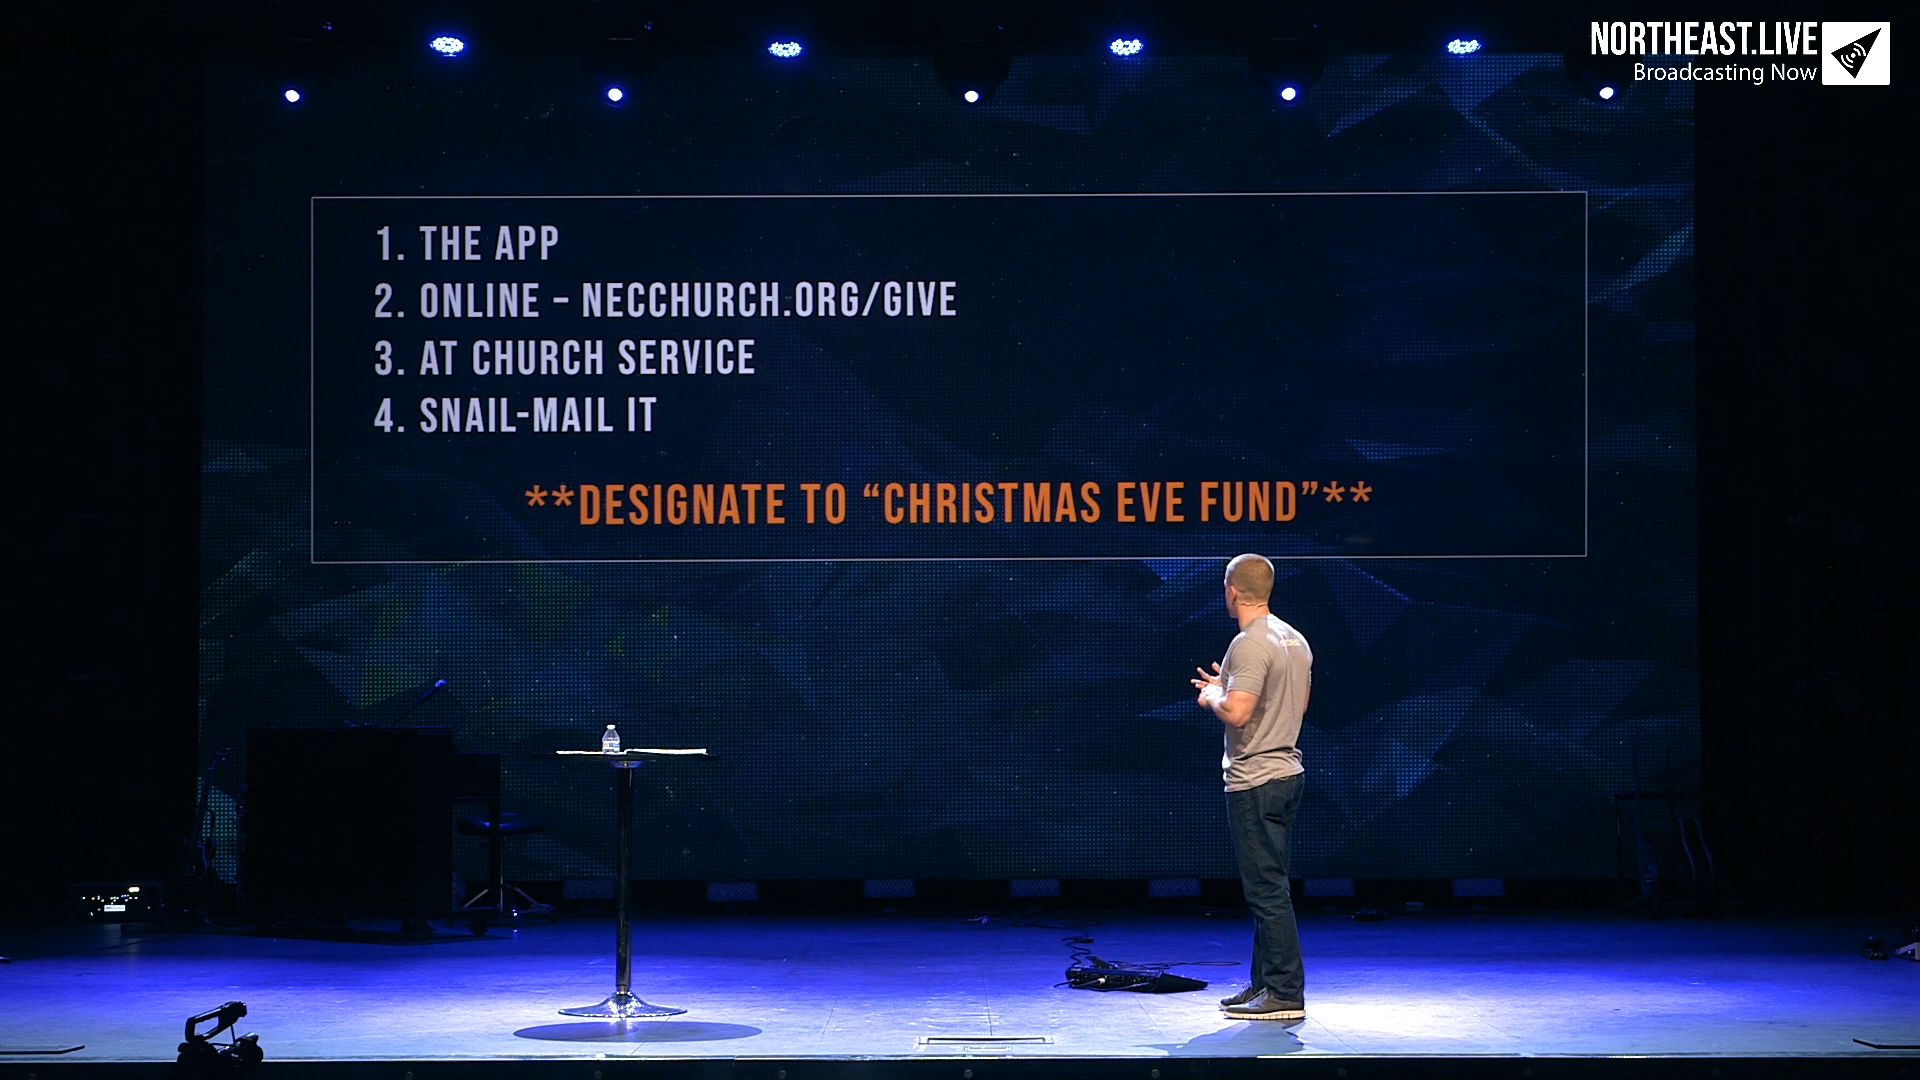 NORTHEAST.LIVE
Broadcasting Now
1. THE APP
2. ONLINE – NECCHURCH.ORG/GIVE
3. AT CHURCH SERVICE
4. SNAIL-MAIL IT
**DESIGNATE TO “CHRISTMAS EVE FUND”**